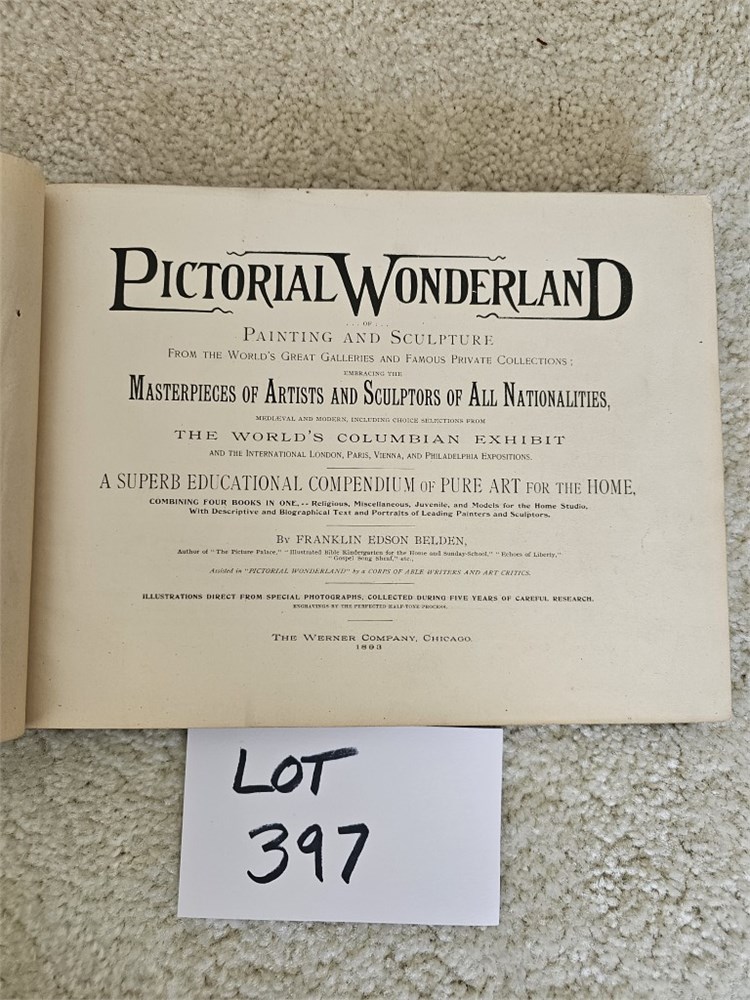 PICTORIAL WONDERLAND
... OF ...
PAINTING AND SCULPTURE
FROM THE WORLD'S GREAT GALLERIES AND FAMOUS PRIVATE COLLECTIONS;
EMBRACING THE
MASTERPIECES OF ARTISTS AND SCULPTORS OF ALL NATIONALITIES,
MEDIÆVAL AND MODERN, INCLUDING CHOICE SELECTIONS FROM
THE WORLD'S COLUMBIAN EXHIBIT
AND THE INTERNATIONAL LONDON, PARIS, VIENNA, AND PHILADELPHIA EXPOSITIONS.
A SUPERB EDUCATIONAL COMPENDIUM OF PURE ART FOR THE HOME,
COMBINING FOUR BOOKS IN ONE,-- Religious, Miscellaneous, Juvenile, and Models for the Home Studio,
With Descriptive and Biographical Text and Portraits of Leading Painters and Sculptors.
BY FRANKLIN EDSON BELDEN,
Author of "The Picture Palace," "Illustrated Bible Kindergarten for the Home and Sunday-School," "Echoes of Liberty,"
"Gospel Song Sheaf," etc.,
Assisted in "PICTORIAL WONDERLAND" by a CORPS OF ABLE WRITERS AND ART CRITICS.
ILLUSTRATIONS DIRECT FROM SPECIAL PHOTOGRAPHS, COLLECTED DURING FIVE YEARS OF CAREFUL RESEARCH.
ENGRAVINGS BY THE PERFECTED HALF-TONE PROCESS.
THE WERNER COMPANY, CHICAGO.
1893
LOT
397